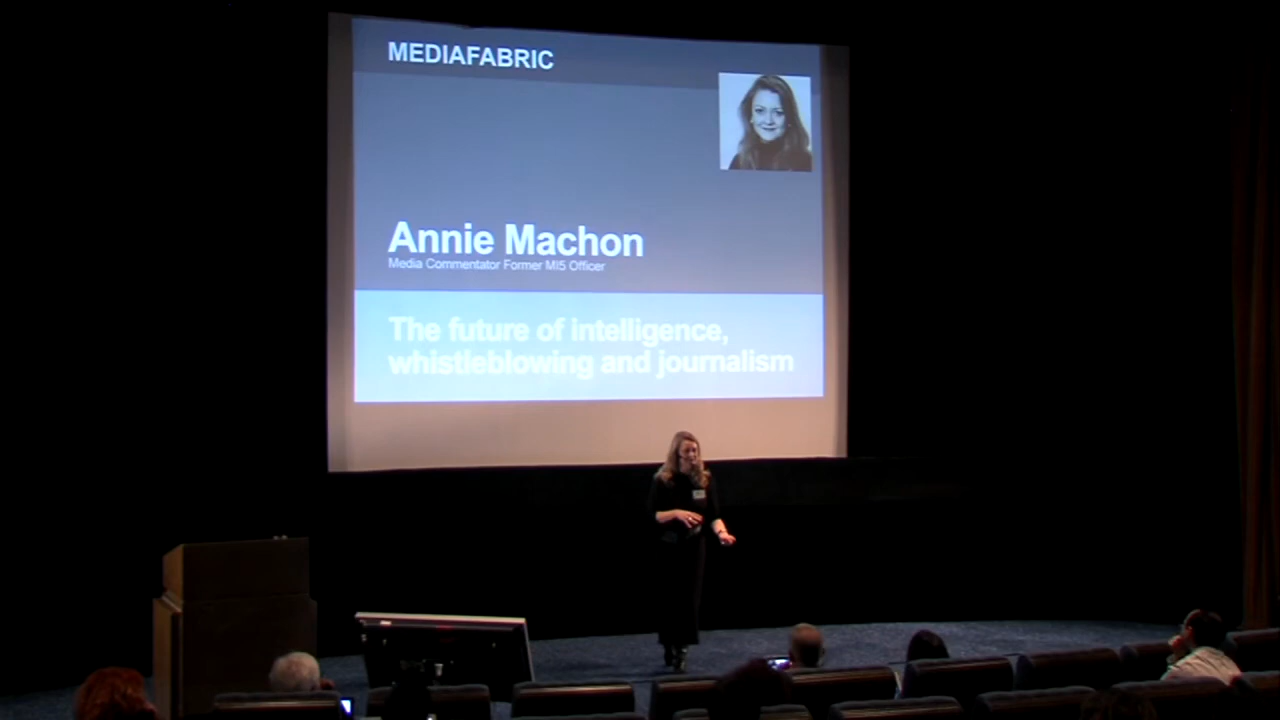 MEDIAFABRIC
Annie Machon
Media Commentator Former MI5 Officer
The future of intelligence,
whistleblowing and journalism